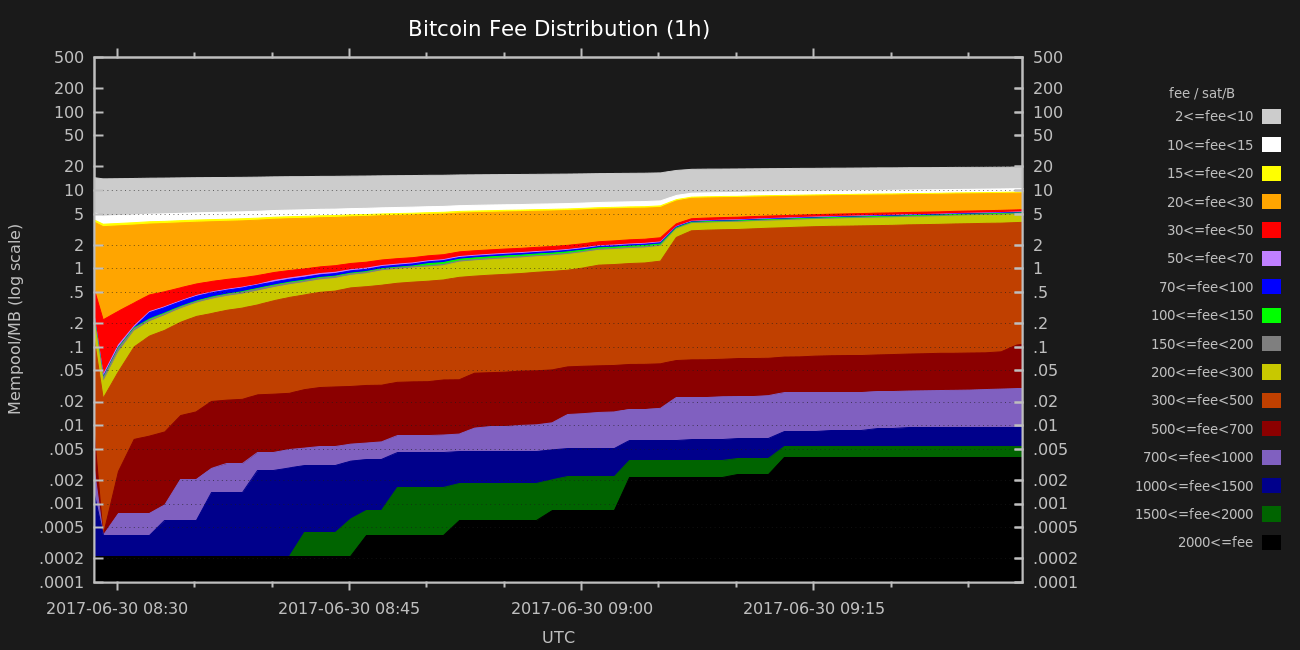 Bitcoin Fee Distribution (1h)
Mempool/MB (log scale)
500
200
100
50
20
10
5
2
1
.5
.2
.1
.05
.02
.01
.005
.002
.001
.0005
.0002
.0001
500
200
100
50
20
10
5
2
1
.5
.2
.1
.05
.02
.01
.005
.002
.001
.0005
.0002
.0001
2017-06-30 08:30
2017-06-30 08:45
2017-06-30 09:00
2017-06-30 09:15
UTC
fee / sat/B
2<=fee<10
10<=fee<15
15<=fee<20
20<=fee<30
30<=fee<50
50<=fee<70
70<=fee<100
100<=fee<150
150<=fee<200
200<=fee<300
300<=fee<500
500<=fee<700
700<=fee<1000
1000<=fee<1500
1500<=fee<2000
2000<=fee